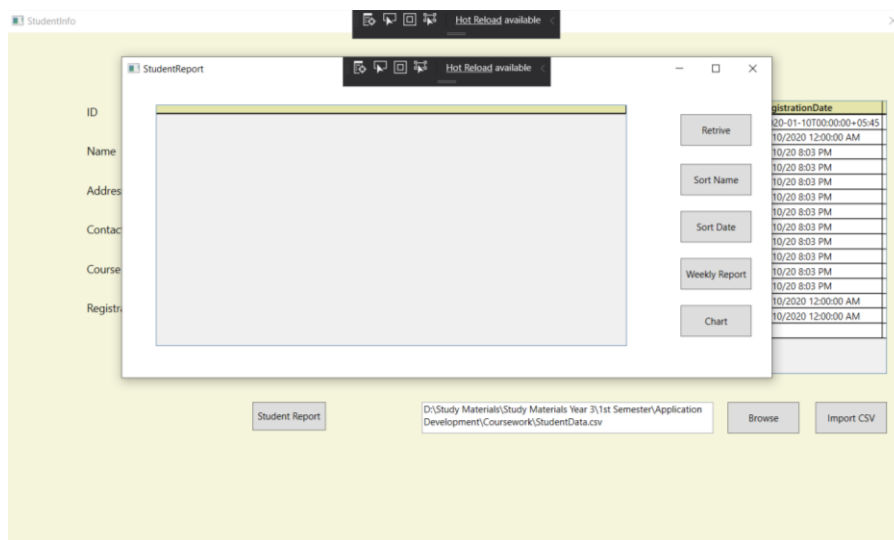 StudentInfo
Hot Reload available
StudentReport
Hot Reload available
ID
Name
Addres
Contac
Course
Registr
Retrive
Sort Name
Sort Date
Weekly Report
Chart
gistrationDate
20-01-10T00:00:00+05:45
10/2020 12:00:00 AM
10/20 8:03 PM
10/20 8:03 PM
10/20 8:03 PM
10/20 8:03 PM
10/20 8:03 PM
10/20 8:03 PM
10/20 8:03 PM
10/20 8:03 PM
10/20 8:03 PM
10/20 8:03 PM
10/2020 12:00:00 AM
10/2020 12:00:00 AM
Student Report
D:\Study Materials\Study Materials Year 3\1st Semester\Application
Development\Coursework\StudentData.csv
Browse
Import CSV